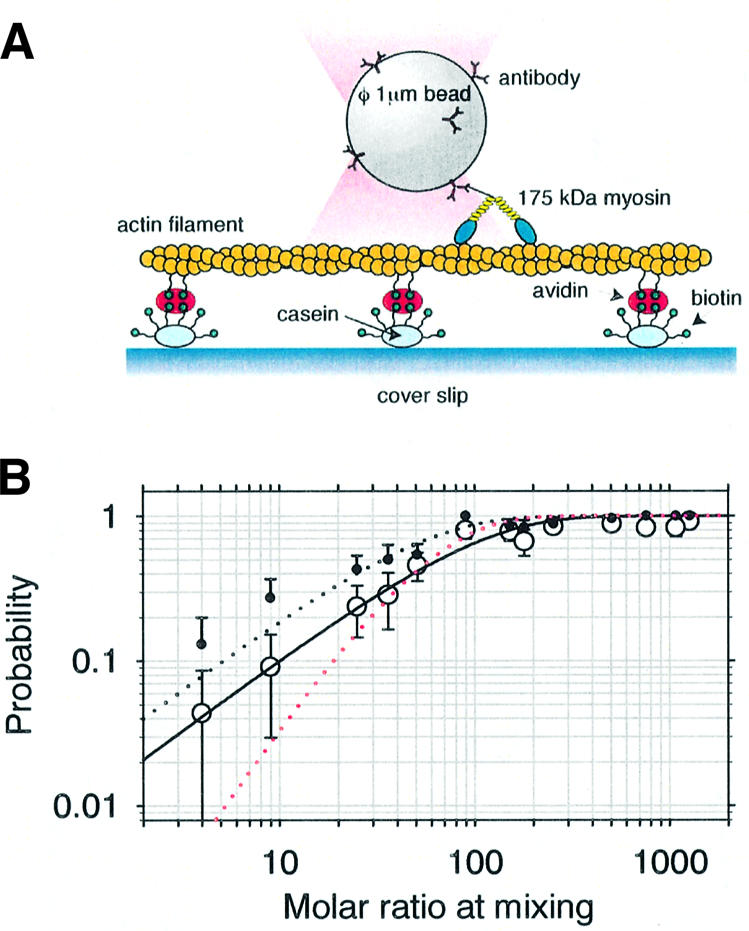 A
ϕ 1μm bead
antibody
175 kDa myosin
actin filament
avidin
biotin
casein
cover slip
B
1
0.1
0.01
Probability
10
100
1000
Molar ratio at mixing